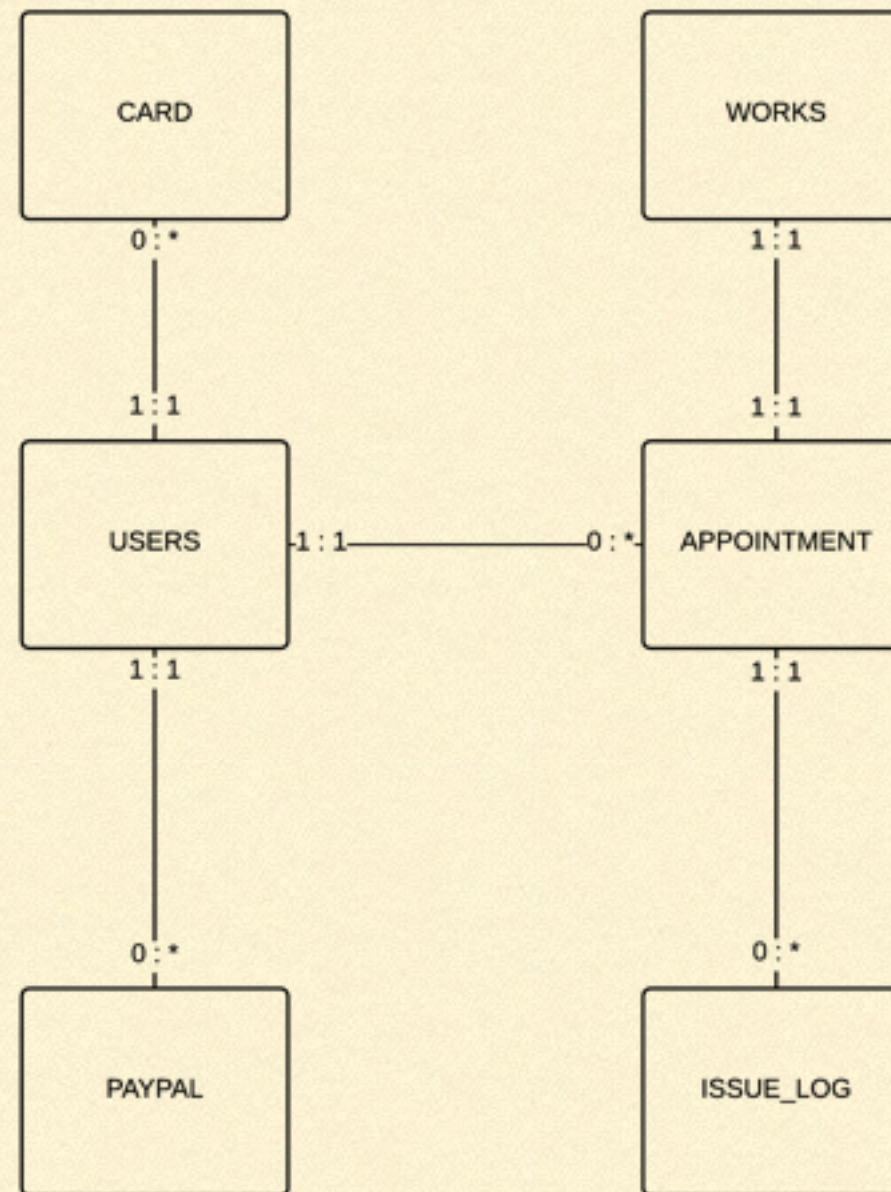 CARD
WORKS
0 : *
1 : 1
1 : 1
1 : 1
USERS
1 : 1
0 : *
APPOINTMENT
1 : 1
1 : 1
0 : *
0 : *
PAYPAL
ISSUE_LOG